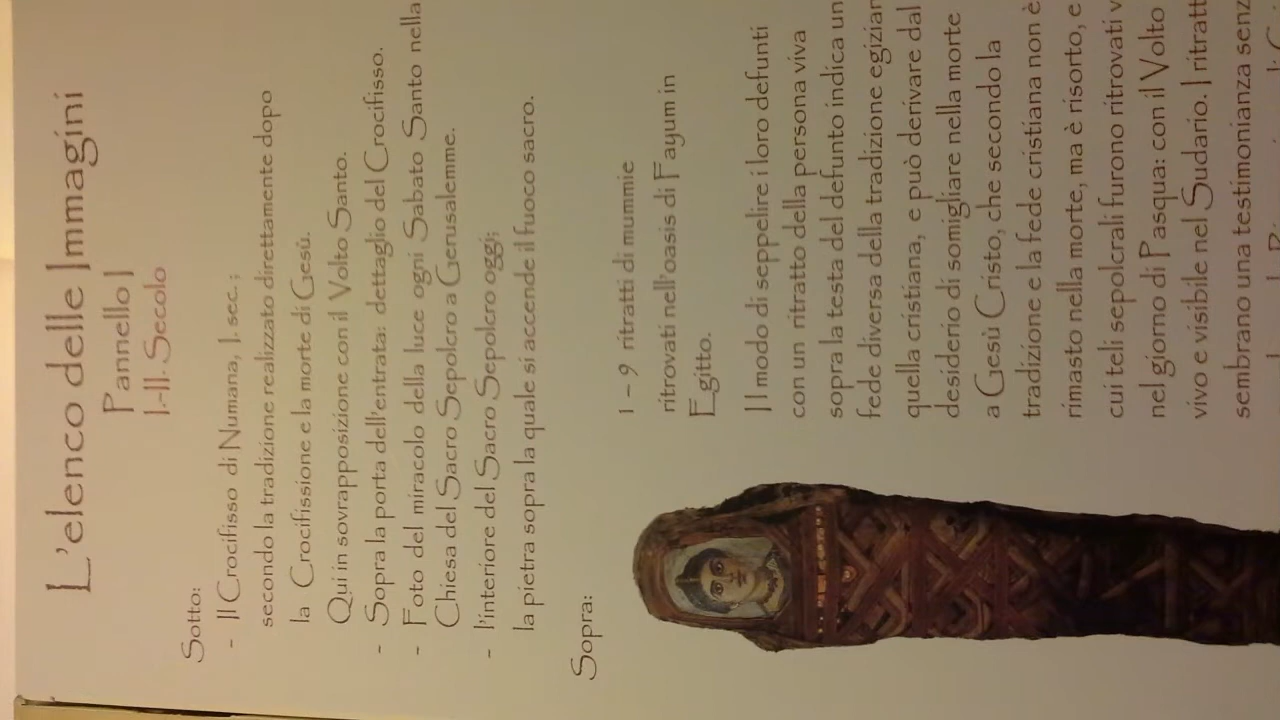 L'elenco delle Immagini
Pannello I
I.-II. Secolo
Sotto:
- Il Crocifisso di Numana, I. sec. ;
secondo la tradizione realizzato direttamente dopo
la Crocifissione e la morte di Gesù.
Qui in sovrapposizione con il Volto Santo.
- Sopra la porta dell'entrata: dettaglio del Crocifisso.
- Foto del miracolo della luce ogni Sabato Santo nella
Chiesa del Sacro Sepolcro a Gerusalemme.
- l'interiore del Sacro Sepolcro oggi;
la pietra sopra la quale si accende il fuoco sacro.
Sopra:
1 – 9 ritratti di mummie
ritrovati nell'oasis di Fayum in
Egitto.
Il modo di seppelire i loro defunti
con un ritratto della persona viva
sopra la testa del defunto indica un
fede diversa della tradizione egizian
quella cristiana, e può derivare dal
desiderio di somigliare nella morte
a Gesù Cristo, che secondo la
tradizione e la fede cristiana non è
rimasto nella morte, ma è risorto, e
cui teli sepolcrali furono ritrovati v
nel giorno di Pasqua: con il Volto
vivo e visibile nel Sudario. I ritratt
sembrano una testimonianza senz